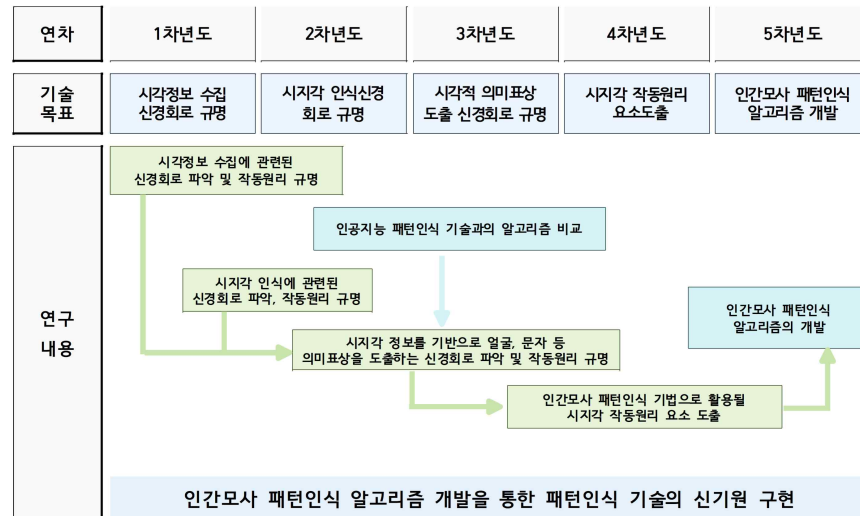 연차
1차년도
2차년도
3차년도
4차년도
5차년도
기술
목표
시각정보 수집
신경회로 규명
시지각 인식신경
회로 규명
시각적 의미표상
도출 신경회로 규명
시지각 작동원리
요소도출
인간모사 패턴인식
알고리즘 개발
연구
내용
시각정보 수집에 관련된
신경회로 파악 및 작동원리 규명
인공지능 패턴인식 기술과의 알고리즘 비교
시지각 인식에 관련된
신경회로 파악, 작동원리 규명
인간모사 패턴인식
알고리즘의 개발
시지각 정보를 기반으로 얼굴, 문자 등
의미표상을 도출하는 신경회로 파악 및 작동원리 규명
인간모사 패턴인식 기법으로 활용될
시지각 작동원리 요소 도출
인간모사 패턴인식 알고리즘 개발을 통한 패턴인식 기술의 신기원 구현